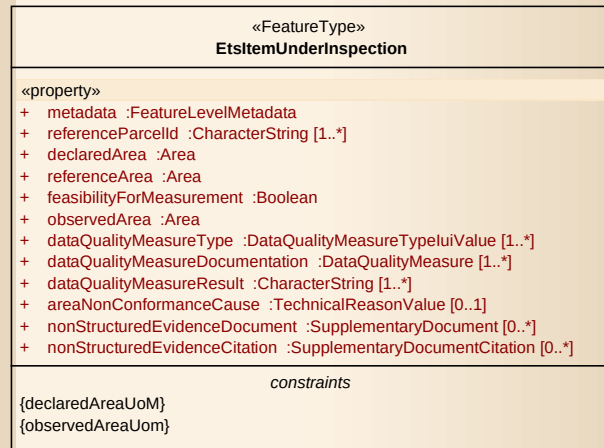 «FeatureType»
EtsItemUnderInspection
«property»
+ metadata :FeatureLevelMetadata
+ referenceParcelId :CharacterString [1..*]
+ declaredArea :Area
+ referenceArea :Area
+ feasibilityForMeasurement :Boolean
+ observedArea :Area
+ dataQualityMeasureType :DataQualityMeasureTypeIuiValue [1..*]
+ dataQualityMeasureDocumentation :DataQualityMeasure [1..*]
+ dataQualityMeasureResult :CharacterString [1..*]
+ areaNonConformanceCause :TechnicalReasonValue [0..1]
+ nonStructuredEvidenceDocument :SupplementaryDocument [0..*]
+ nonStructuredEvidenceCitation :SupplementaryDocumentCitation [0..*]
constraints
{declaredAreaUoM}
{observedAreaUom}